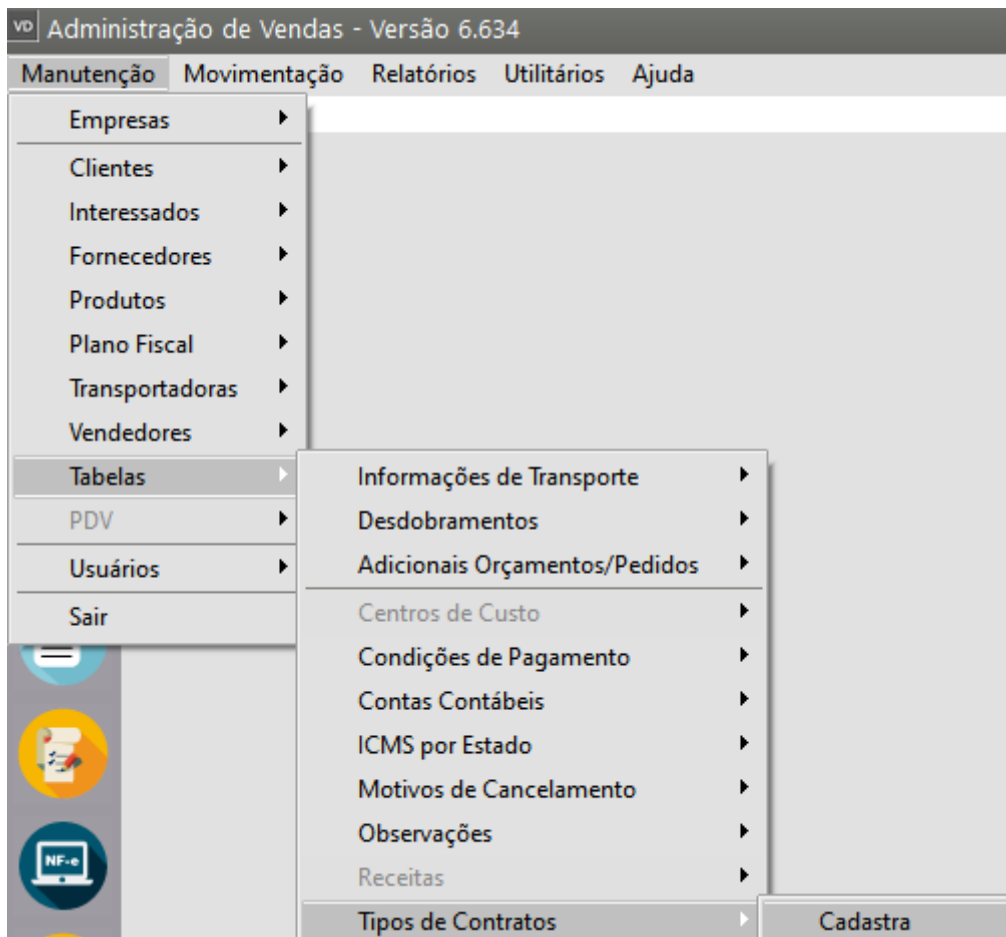 VD Administração de Vendas - Versão 6.634
Manutenção Movimentação Relatórios Utilitários Ajuda
Empresas
Clientes
Interessados
Fornecedores
Produtos
Plano Fiscal
Transportadoras
Vendedores
Tabelas
PDV
Usuários
Sair
Informações de Transporte
Desdobramentos
Adicionais Orçamentos/Pedidos
Centros de Custo
Condições de Pagamento
Contas Contábeis
ICMS por Estado
Motivos de Cancelamento
Observações
Receitas
Tipos de Contratos
Cadastra
NF-e